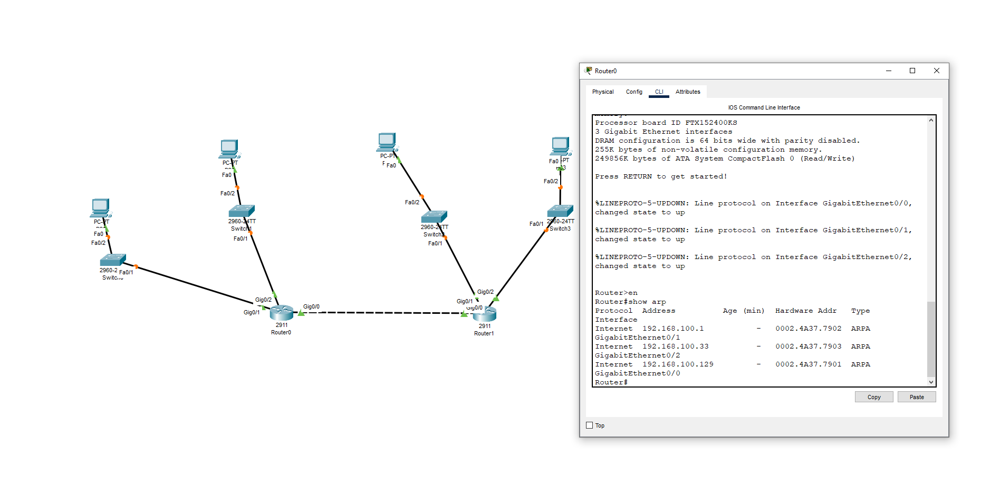 PC-PT
Fa0
Fa0/2
2960-24TT
Fa0/1
PC-PT
Fa0
Fa0/2
Fa0/1
Switch0
PC-PT
Fa0
Fa0/2
2960-24TT
Switch1
Fa0/1
Fa0
Fa0/2
2960-24TT
Switch2
Fa0/1
Fa0/2
Fa0/1
2960-24TT
Switch3
Gig0/2
Gig0/1
Gig0/0
2911
Router0
Gig0/2
Gig0/1
Gig0/0
2911
Router1
Router0
Physical Config CLI Attributes
IOS Command Line Interface
Processor board ID FTX152400KS
3 Gigabit Ethernet interfaces
DRAM configuration is 64 bits wide with parity disabled.
255K bytes of non-volatile configuration memory.
249856K bytes of ATA System CompactFlash 0 (Read/Write)
Press RETURN to get started!
%LINEPROTO-5-UPDOWN: Line protocol on Interface GigabitEthernet0/0,
changed state to up
%LINEPROTO-5-UPDOWN: Line protocol on Interface GigabitEthernet0/1,
changed state to up
%LINEPROTO-5-UPDOWN: Line protocol on Interface GigabitEthernet0/2,
changed state to up
Router>en
Router#show arp
Protocol Address Age (min) Hardware Addr Type
Interface
Internet 192.168.100.1 - 0002.4A37.7902 ARPA
GigabitEthernet0/1
Internet 192.168.100.33 - 0002.4A37.7903 ARPA
GigabitEthernet0/2
Internet 192.168.100.129 - 0002.4A37.7901 ARPA
GigabitEthernet0/0
Router#
Copy Paste
Top